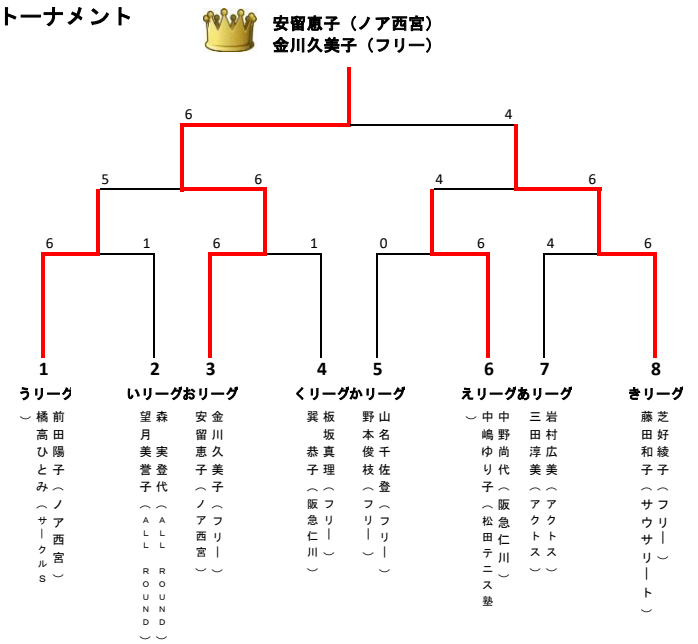 トーナメント
安留恵子（ノア西宮）
金川久美子（フリー）
6 4
5 6 4 6
6 1 6 1 0 6 4 6
1 2 3 4 5 6 7 8
うリーグ いリーグ おリーグ くリーグ かリーグ えリーグ あリーグ きリーグ
前田陽子（ノア西宮）
橘高ひとみ（サークルS）
森 実登代（ALL ROUND）
望月美誉子（ALL ROUND）
金川久美子（フリー）
安留恵子（ノア西宮）
板坂真理（フリー）
巽 恭子（阪急仁川）
山名千佐登（フリー）
野本俊枝（フリー）
中野尚代（阪急仁川）
中嶋ゆり子（松田テニス塾）
岩村広美（アクトス）
三田淳美（アクトス）
芝好綾子（フリー）
藤田和子（サウサリート）